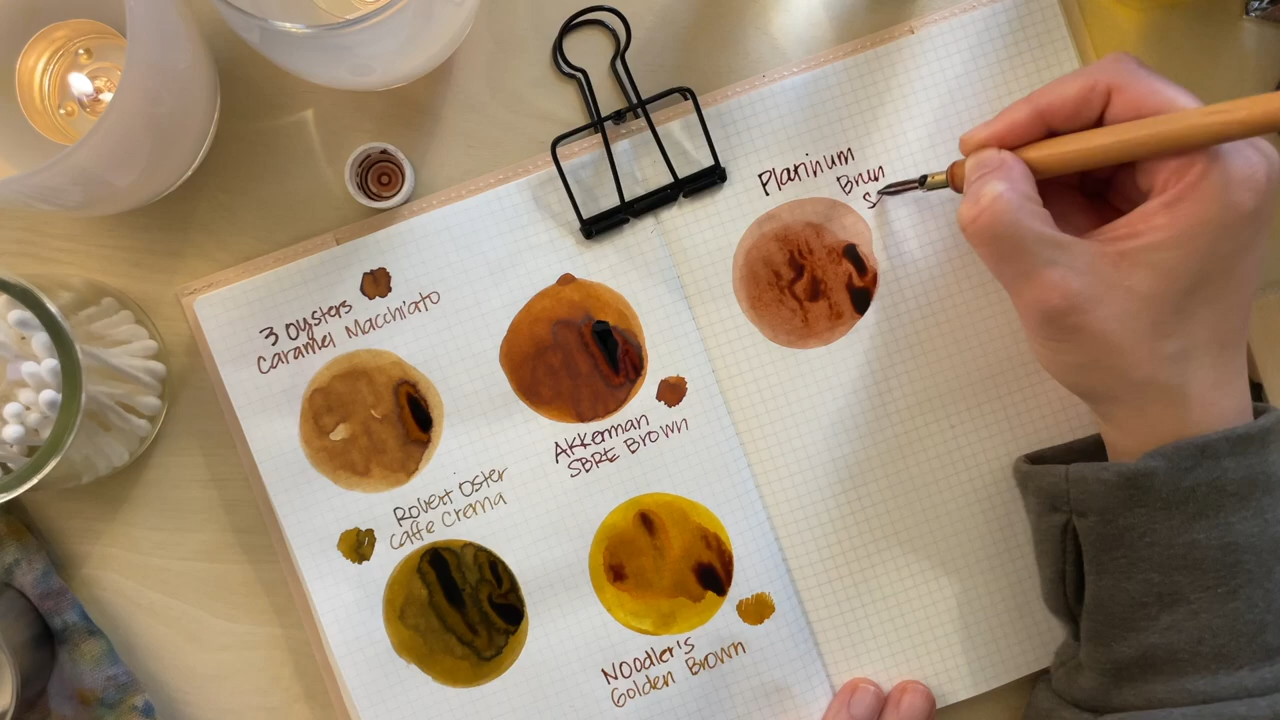 3 Oysters
Caramel Macchiato
Akkerman
SBRE Brown
Robert Oster
Caffe Crema
Noodler's
Golden Brown
Platinum
Brun
S